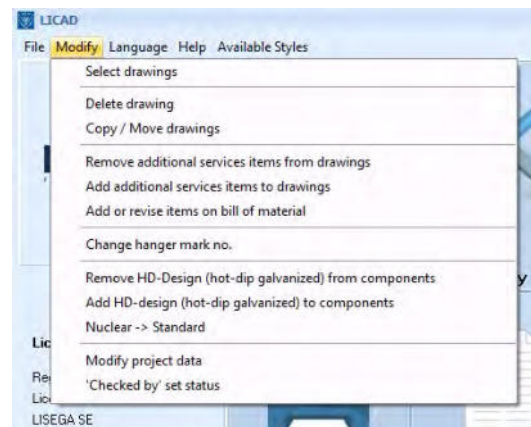 LICAD
File Modify Language Help Available Styles
Select drawings
Delete drawing
Copy / Move drawings
Remove additional services items from drawings
Add additional services items to drawings
Add or revise items on bill of material
Change hanger mark no.
Remove HD-Design (hot-dip galvanized) from components
Add HD-design (hot-dip galvanized) to components
Nuclear -> Standard
Modify project data
'Checked by' set status
LISEGA SE